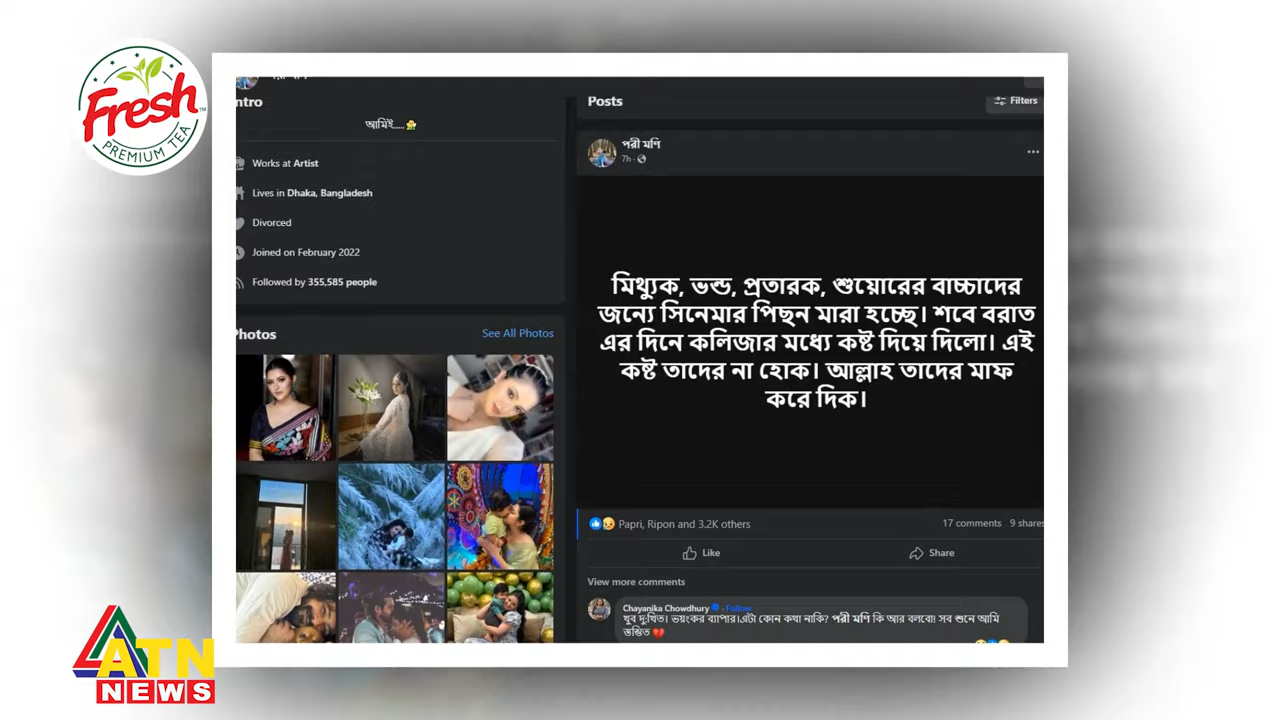 Fresh
PREMIUM TEA
ntro
আমিই.....
Works at Artist
Lives in Dhaka, Bangladesh
Divorced
Joined on February 2022
Followed by 355,585 people
Photos
See All Photos
Posts
Filters
পরী মণি
7h
মিথ্যুক, ভন্ড, প্রতারক, শুয়োরের বাচ্চাদের
জন্যে সিনেমার পিছন মারা হচ্ছে। শবে বরাত
এর দিনে কলিজার মধ্যে কষ্ট দিয়ে দিলো। এই
কষ্ট তাদের না হোক। আল্লাহ তাদের মাফ
করে দিক।
Papri, Ripon and 3.2K others
17 comments 9 shares
Like
Share
View more comments
Chayanika Chowdhury · Follow
খুব দু:খিত। ভয়ংকর ব্যাপার।এটা কোন কথা নাকি? পরী মণি কি আর বলবো! সব শুনে আমি
স্তম্ভিত
ATN
NEWS